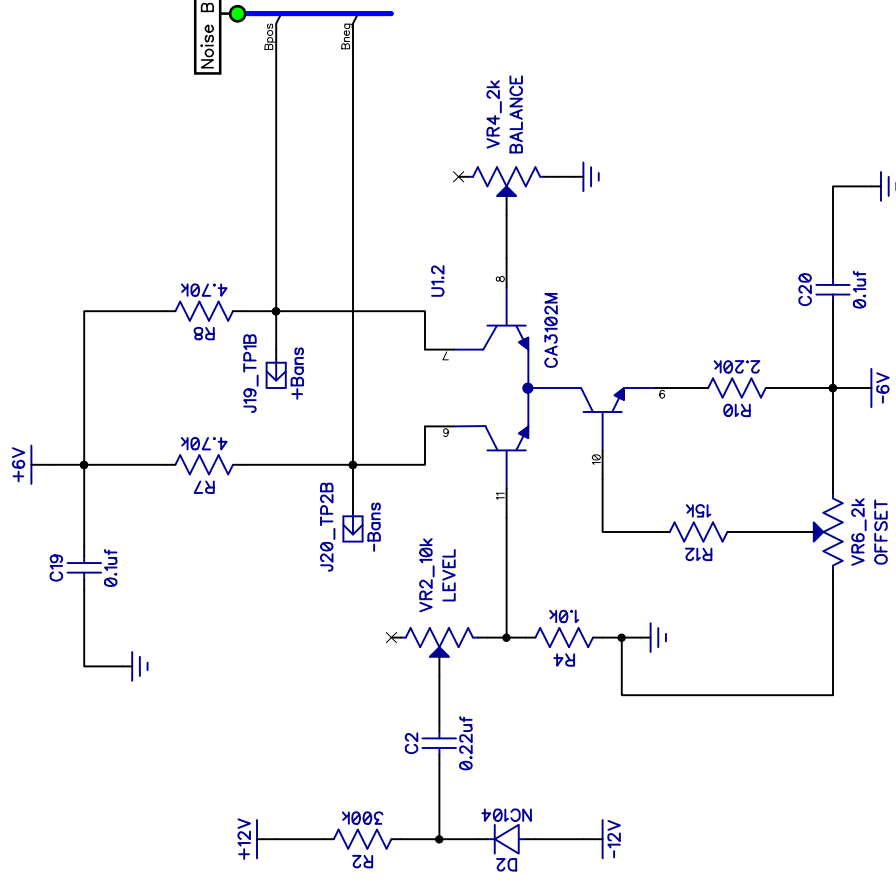 Noise B
Bpos
Bneg
VR4_2k
BALANCE
+6V
R8
4.70k
R7
4.70k
J19_TP1B
+Bans
J20_TP2B
-Bans
C19
0.1uf
U1.2
CA3102M
7
8
9
11
6
10
VR2_10k
LEVEL
R4
1.0k
R12
15k
R10
2.20k
C20
0.1uf
-6V
VR6_2k
OFFSET
C2
0.22uf
+12V
R2
300k
D2
NC104
-12V